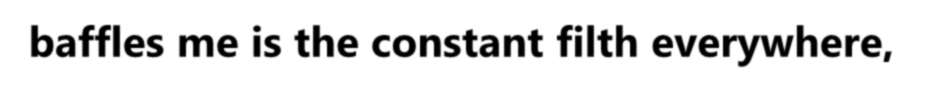 baffles me is the constant filth everywhere,